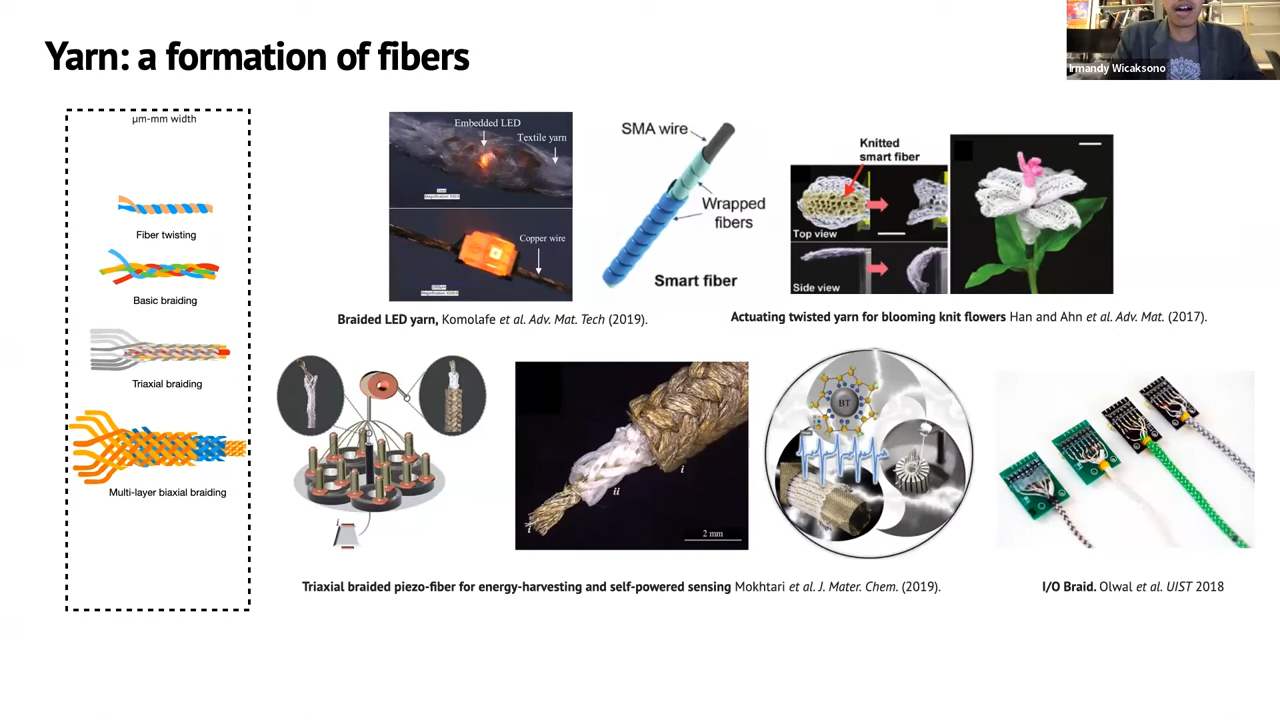 Yarn: a formation of fibers
Irmandy Wicaksono
µm-mm width
Fiber twisting
Basic braiding
Triaxial braiding
Multi-layer biaxial braiding
Embedded LED
Textile yarn
Copper wire
SMA wire
Wrapped
fibers
Smart fiber
Braided LED yarn, Komolafe et al. Adv. Mat. Tech (2019).
Knitted
smart fiber
Top view
Side view
Actuating twisted yarn for blooming knit flowers Han and Ahn et al. Adv. Mat. (2017).
i
ii
i
2 mm
BT
Triaxial braided piezo-fiber for energy-harvesting and self-powered sensing Mokhtari et al. J. Mater. Chem. (2019).
I/O Braid. Olwal et al. UIST 2018